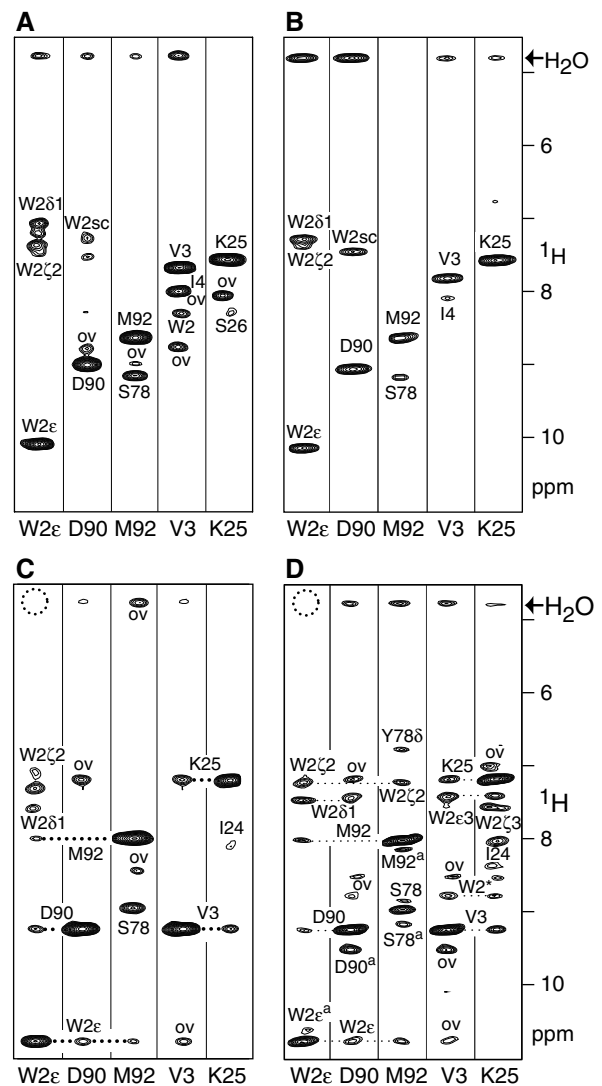 A
B
H₂O
6
W2δ1
W2sc
W2ζ2
W2δ1
W2sc
W2ζ2
¹H
V3
K25
V3
K25
8
I4
ov
ov
W2
S26
I4
M92
ov
ov
ov
D90
S78
M92
D90
S78
W2ε
W2ε
10
ppm
W2ε D90 M92 V3 K25
W2ε D90 M92 V3 K25
C
D
H₂O
ov
6
Y78δ
W2ζ2
ov
K25
W2ζ2
ov
K25
ov
¹H
W2δ1
W2δ1
W2ζ2
W2ε3
W2ζ3
M92
I24
M92
M92ᵃ
I24
8
ov
ov
S78
ov
W2*
D90
S78
V3
D90
V3
D90ᵃ
S78ᵃ
ov
W2ε
ov
W2εᵃ
W2ε
ov
10
ppm
W2ε D90 M92 V3 K25
W2ε D90 M92 V3 K25